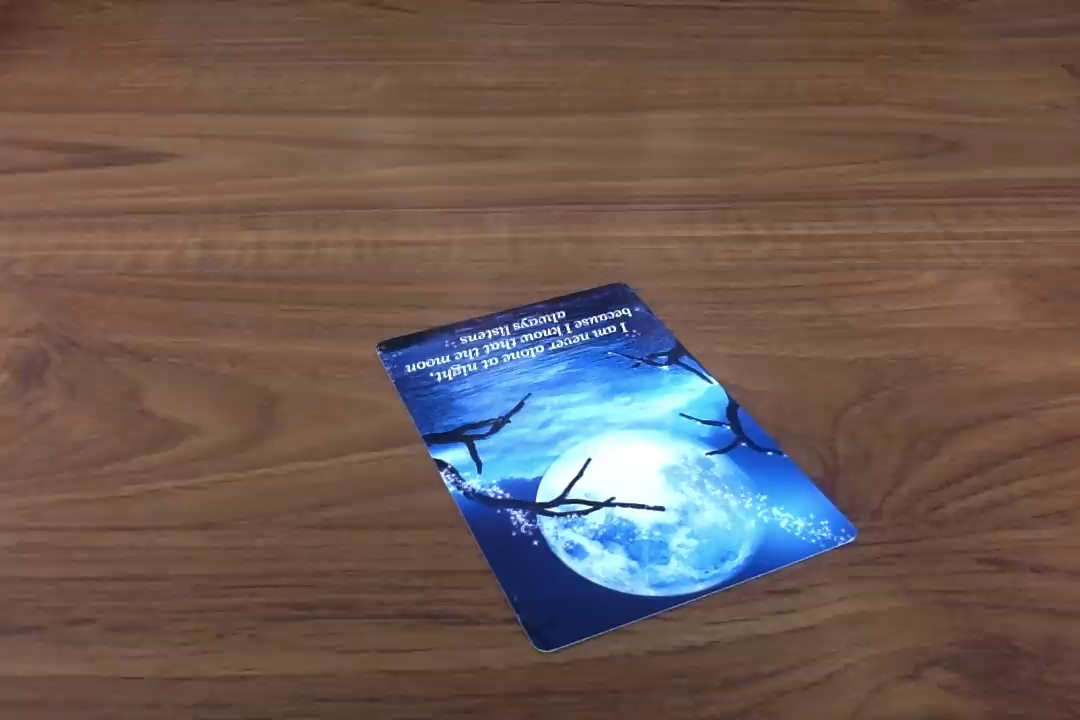 I am never alone at night,
because I know that the moon
always listens